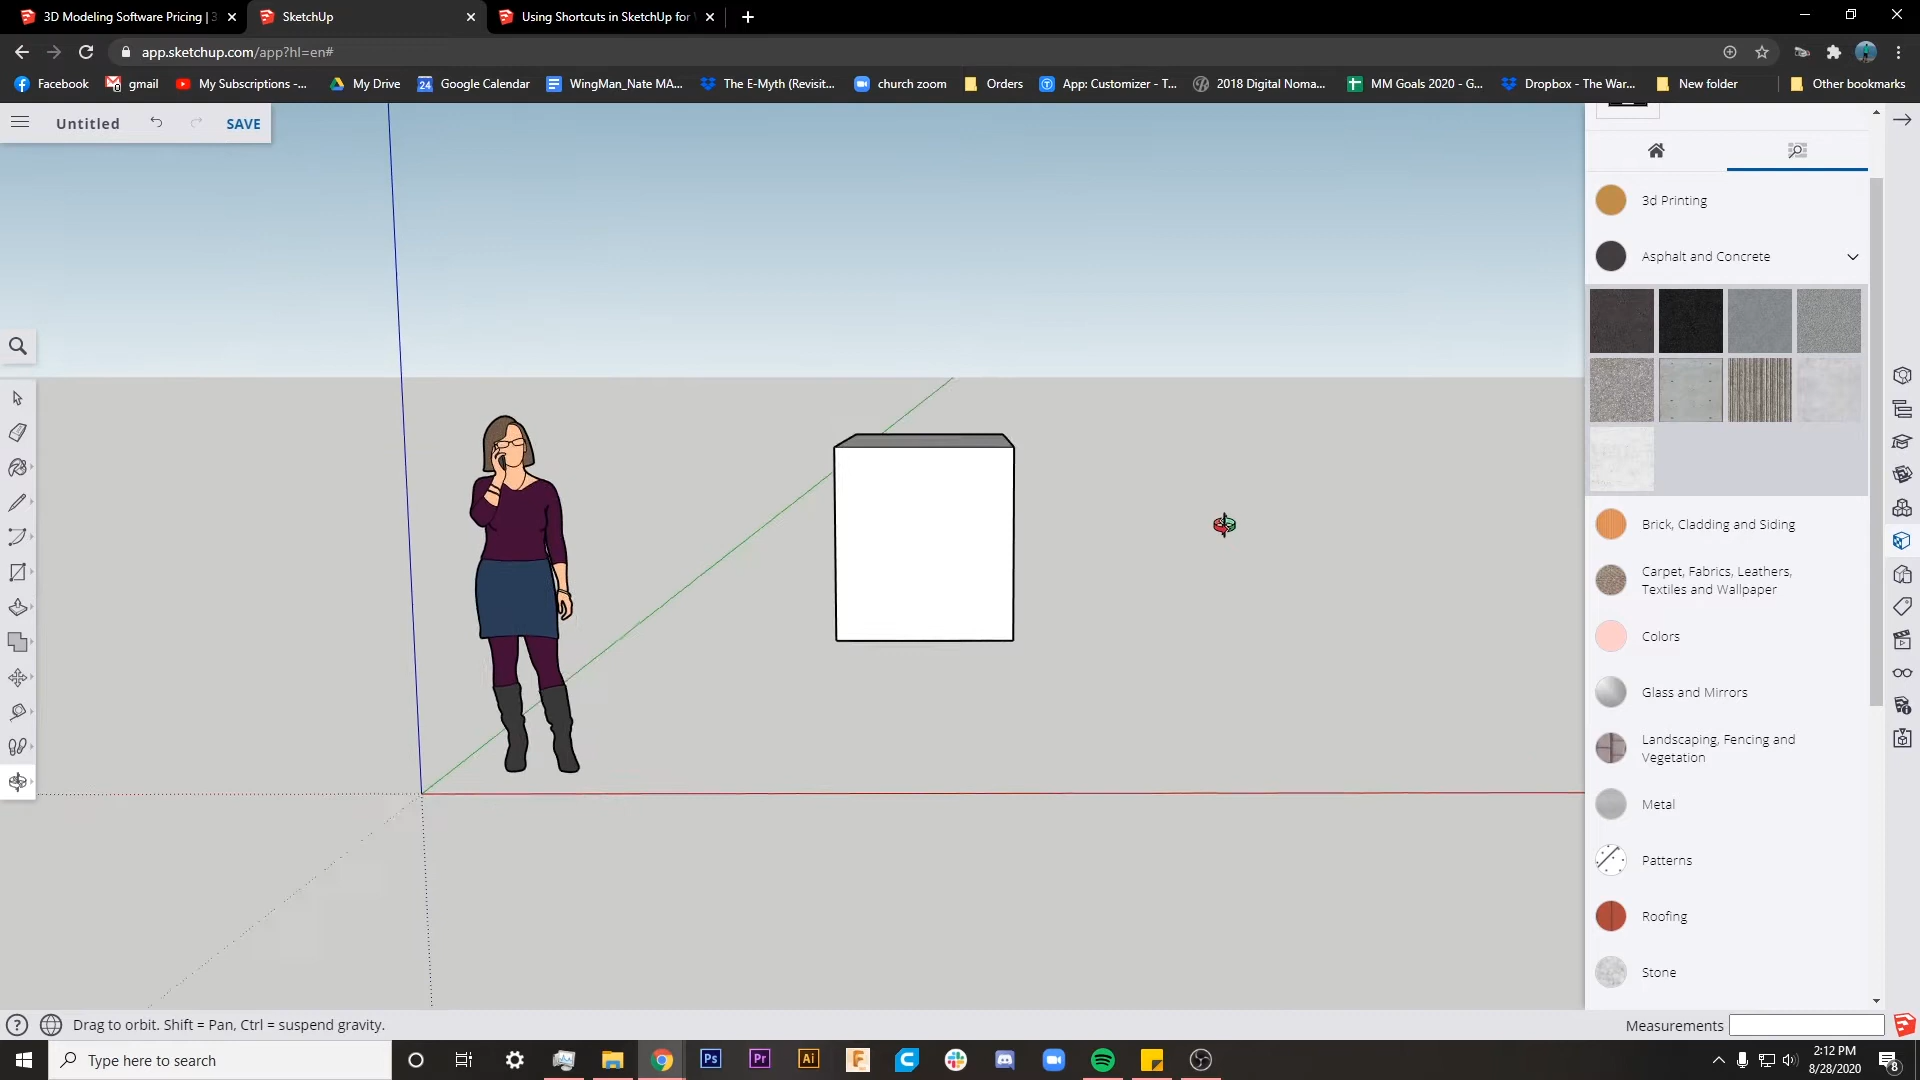 3D Modeling Software Pricing | 3
SketchUp
Using Shortcuts in SketchUp for
app.sketchup.com/app?hl=en#
Facebook
gmail
My Subscriptions -...
My Drive
24 Google Calendar
WingMan_Nate MA...
The E-Myth (Revisit...
church zoom
Orders
App: Customizer - T...
2018 Digital Noma...
MM Goals 2020 - G...
Dropbox - The War...
New folder
Other bookmarks
Untitled
SAVE
3d Printing
Asphalt and Concrete
Brick, Cladding and Siding
Carpet, Fabrics, Leathers,
Textiles and Wallpaper
Colors
Glass and Mirrors
Landscaping, Fencing and
Vegetation
Metal
Patterns
Roofing
Stone
Drag to orbit. Shift = Pan, Ctrl = suspend gravity.
Measurements
Type here to search
Ps
Pr
Ai
2:12 PM
8/28/2020
8